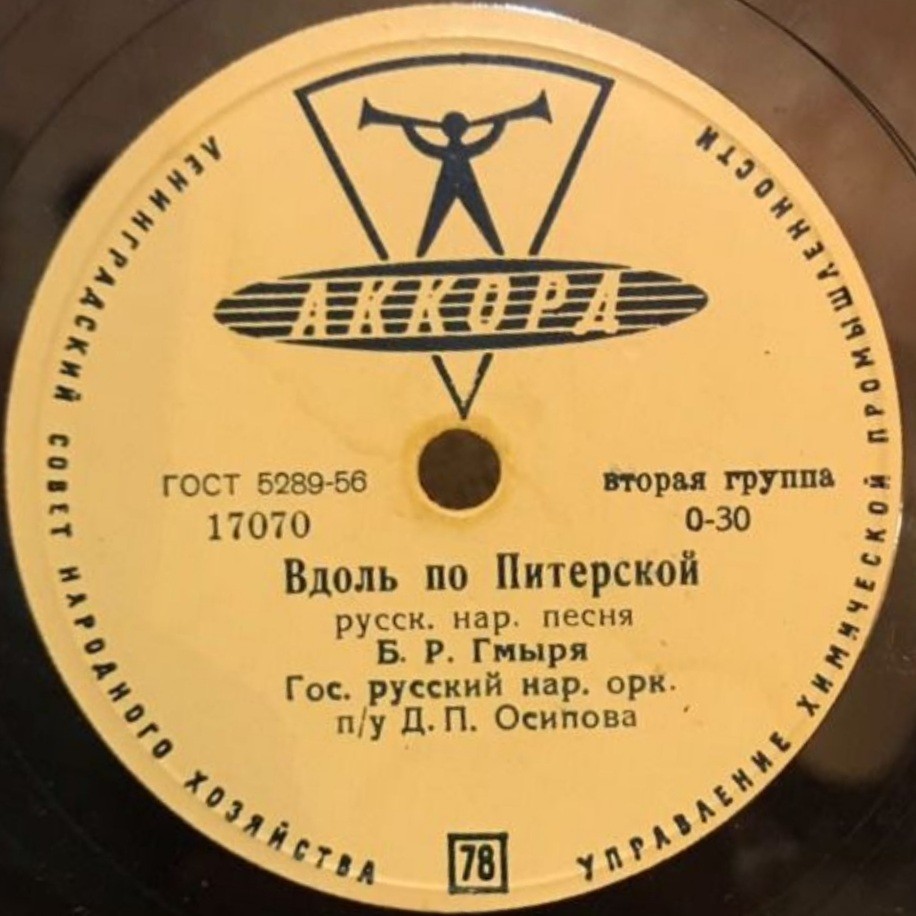 АККОРД
ЛЕНИНГРАДСКИЙ СОВЕТ НАРОДНОГО ХОЗЯЙСТВА
УПРАВЛЕНИЕ ХИМИЧЕСКОЙ ПРОМЫШЛЕННОСТИ
ГОСТ 5289-56
вторая группа
17070
0-30
Вдоль по Питерской
русск. нар. песня
Б. Р. Гмыря
Гос. русский нар. орк.
п/у Д. П. Осипова
78